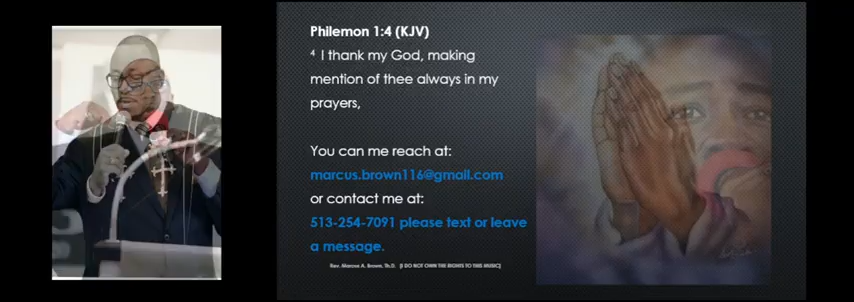 Philemon 1:4 (KJV)
4 I thank my God, making
mention of thee always in my
prayers,
You can me reach at:
marcus.brown116@gmail.com
or contact me at:
513-254-7091 please text or leave
a message.
Rev. Marcus A. Brown, Th.D. (I DO NOT OWN THE RIGHTS TO THIS MUSIC)